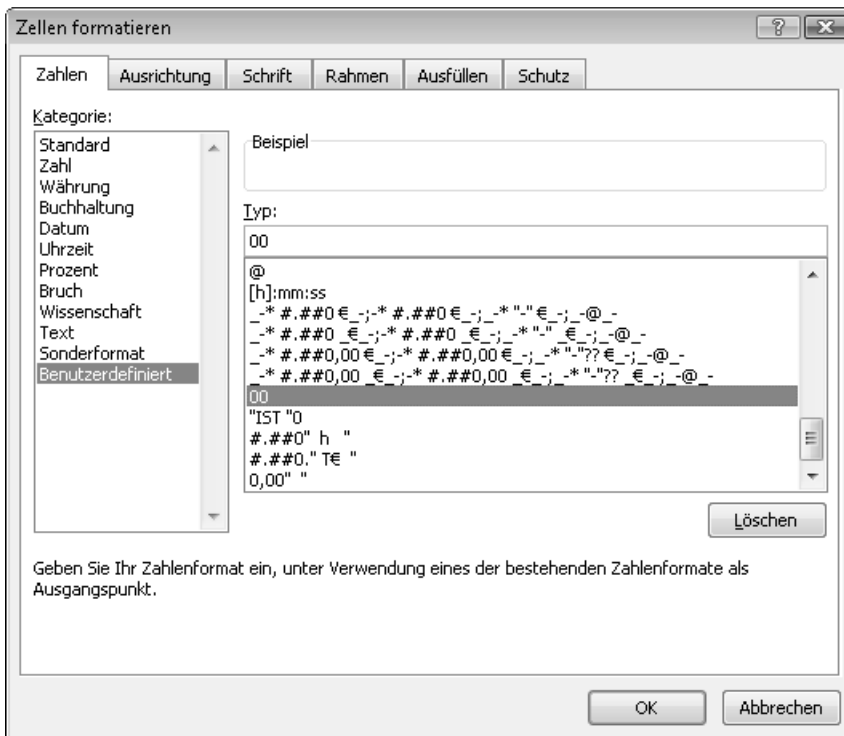 Zellen formatieren
Zahlen Ausrichtung Schrift Rahmen Ausfüllen Schutz
Kategorie:
Standard
Zahl
Währung
Buchhaltung
Datum
Uhrzeit
Prozent
Bruch
Wissenschaft
Text
Sonderformat
Benutzerdefiniert
Beispiel
Typ:
00
@
[h]:mm:ss
_-* #.##0 €_-;-* #.##0 €_-;_-* "-" €_-;_-@_-
_-* #.##0 _€_-;-* #.##0 _€_-;_-* "-" _€_-;_-@_-
_-* #.##0,00 €_-;-* #.##0,00 €_-;_-* "-"?? €_-;_-@_-
_-* #.##0,00 _€_-;-* #.##0,00 _€_-;_-* "-"?? _€_-;_-@_-
00
"IST "0
#.##0" h "
#.##0." T€ "
0,00" "
Löschen
Geben Sie Ihr Zahlenformat ein, unter Verwendung eines der bestehenden Zahlenformate als
Ausgangspunkt.
OK Abbrechen